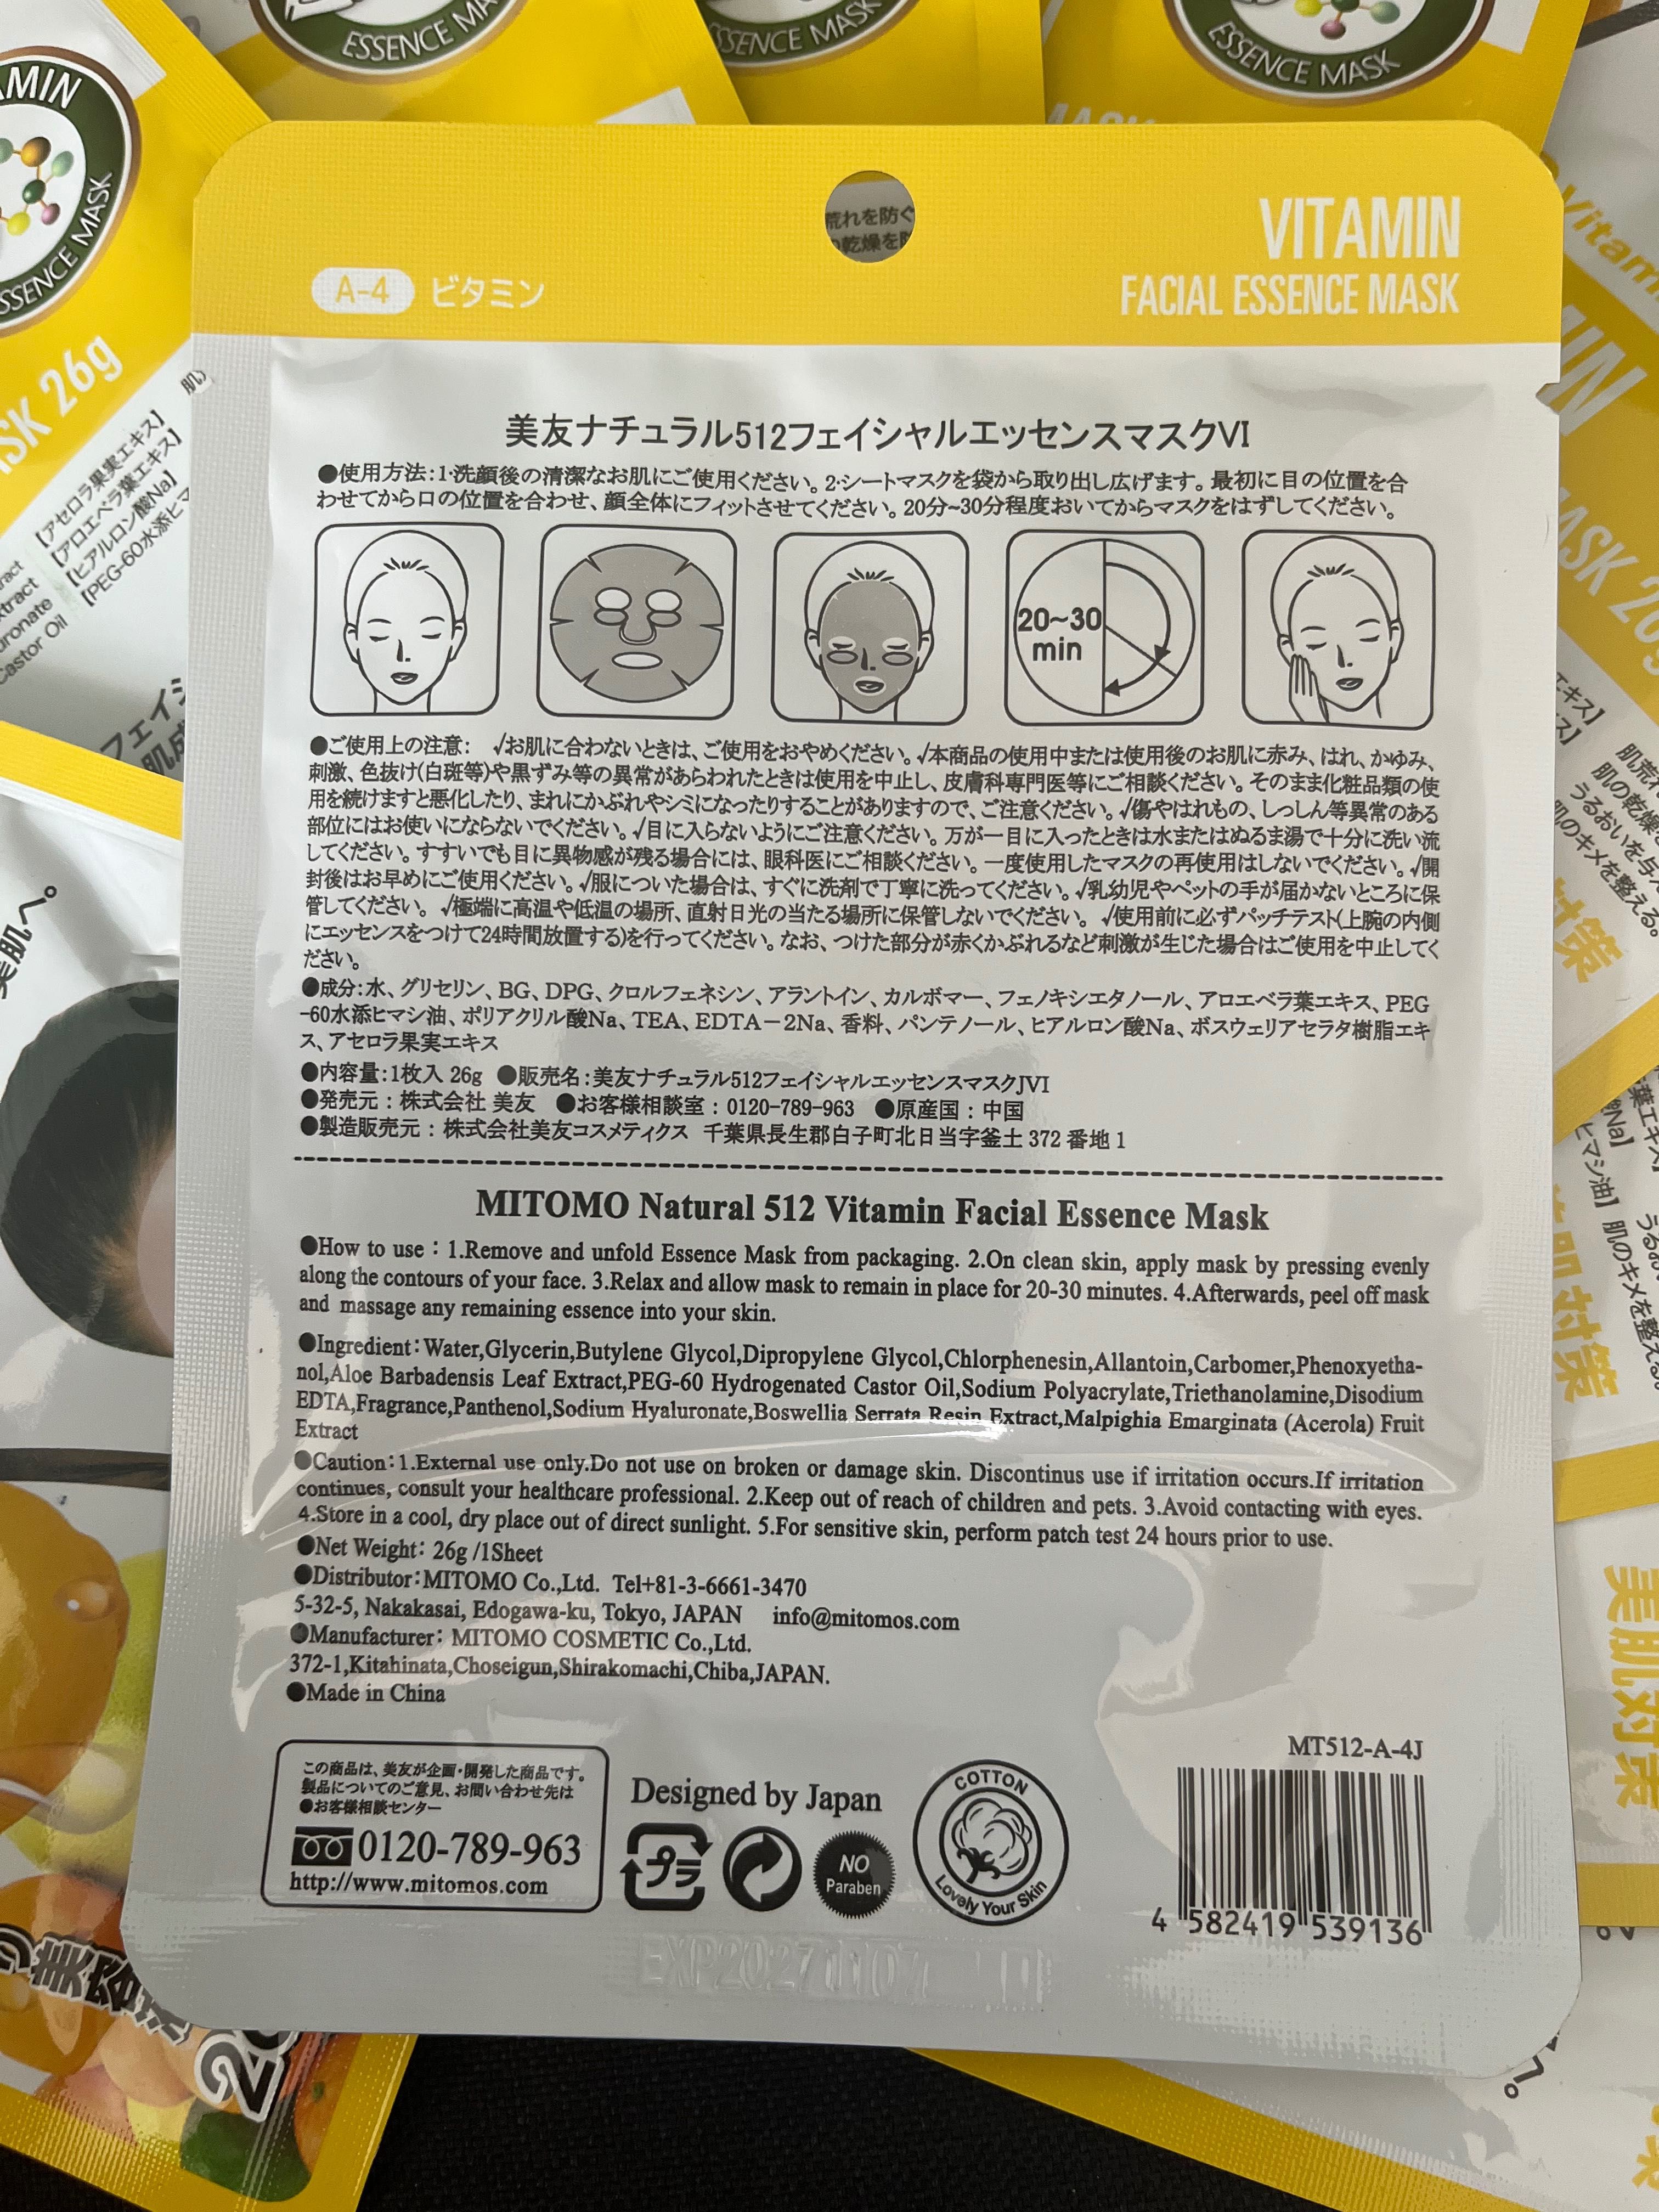 ESSENCE MASK
VITAMIN
FACIAL ESSENCE MASK
A-4 ビタミン
美友ナチュラル512フェイシャルエッセンスマスクVI
●使用方法:1·洗顔後の清潔なお肌にご使用ください。2·シートマスクを袋から取り出し広げます。最初に目の位置を合
わせてから口の位置を合わせ、顔全体にフィットさせてください。20分~30分程度おいてからマスクをはずしてください。
20~30
min
●ご使用上の注意: √お肌に合わないときは、ご使用をおやめください。√本商品の使用中または使用後のお肌に赤み、はれ、かゆみ、
刺激、色抜け(白斑等)や黒ずみ等の異常があらわれたときは使用を中止し、皮膚科専門医等にご相談ください。そのまま化粧品類の使
用を続けますと悪化したり、まれにかぶれやシミになったりすることがありますので、ご注意ください。√傷やはれもの、しっしん等異常のある
部位にはお使いにならないでください。√目に入らないようにご注意ください。万が一目に入ったときは水またはぬるま湯で十分に洗い流
してください。すすいでも目に異物感が残る場合には、眼科医にご相談ください。一度使用したマスクの再使用はしないでください。√開
封後はお早めにご使用ください。√服についた場合は、すぐに洗剤で丁寧に洗ってください。√乳幼児やペットの手が届かないところに保
管してください。 √極端に高温や低温の場所、直射日光の当たる場所に保管しないでください。 √使用前に必ずパッチテスト(上腕の内側
にエッセンスをつけて24時間放置する)を行ってください。なお、つけた部分が赤くかぶれるなど刺激が生じた場合はご使用を中止してく
ださい。
●成分:水、グリセリン、BG、DPG、クロルフェネシン、アラントイン、カルボマー、フェノキシエタノール、アロエベラ葉エキス、PEG
-60水添ヒマシ油、ポリアクリル酸Na、TEA、EDTA-2Na、香料、パンテノール、ヒアルロン酸Na、ボスウェリアセラタ樹脂エキ
ス、アセロラ果実エキス
●内容量:1枚入 26g ●販売名:美友ナチュラル512フェイシャルエッセンスマスクJVI
●発売元：株式会社 美友 ●お客様相談室：0120-789-963 ●原産国：中国
●製造販売元：株式会社美友コスメティクス 千葉県長生郡白子町北日当字釜土 372 番地 1
MITOMO Natural 512 Vitamin Facial Essence Mask
●How to use：1.Remove and unfold Essence Mask from packaging. 2.On clean skin, apply mask by pressing evenly
along the contours of your face. 3.Relax and allow mask to remain in place for 20-30 minutes. 4.Afterwards, peel off mask
and massage any remaining essence into your skin.
●Ingredient:Water,Glycerin,Butylene Glycol,Dipropylene Glycol,Chlorphenesin,Allantoin,Carbomer,Phenoxyetha-
nol,Aloe Barbadensis Leaf Extract,PEG-60 Hydrogenated Castor Oil,Sodium Polyacrylate,Triethanolamine,Disodium
EDTA,Fragrance,Panthenol,Sodium Hyaluronate,Boswellia Serrata Resin Extract,Malpighia Emarginata (Acerola) Fruit
Extract
●Caution:1.External use only.Do not use on broken or damage skin. Discontinus use if irritation occurs.If irritation
continues, consult your healthcare professional. 2.Keep out of reach of children and pets. 3.Avoid contacting with eyes.
4.Store in a cool, dry place out of direct sunlight. 5.For sensitive skin, perform patch test 24 hours prior to use.
●Net Weight: 26g /1Sheet
●Distributor:MITOMO Co.,Ltd. Tel+81-3-6661-3470
5-32-5, Nakakasai, Edogawa-ku, Tokyo, JAPAN info@mitomos.com
●Manufacturer: MITOMO COSMETIC Co.,Ltd.
372-1,Kitahinata,Choseigun,Shirakomachi,Chiba,JAPAN.
●Made in China
この商品は、美友が企画・開発した商品です。
製品についてのご意見、お問い合わせ先は
●お客様相談センター
0120-789-963
http://www.mitomos.com
Designed by Japan
プラ
NO
Paraben
COTTON
Lovely Your Skin
MT512-A-4J
4 582419 539136